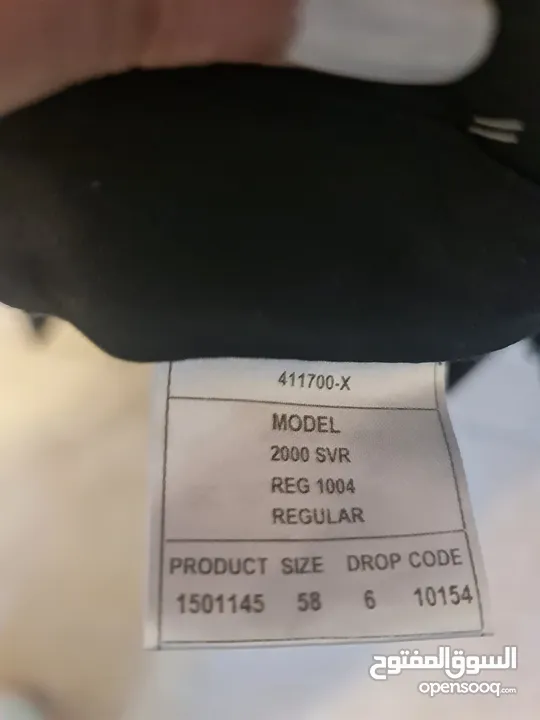 411700-X
MODEL
2000 SVR
REG 1004
REGULAR
PRODUCT SIZE DROP CODE
1501145 58 6 10154
السوق المفتوح
opensooq.com